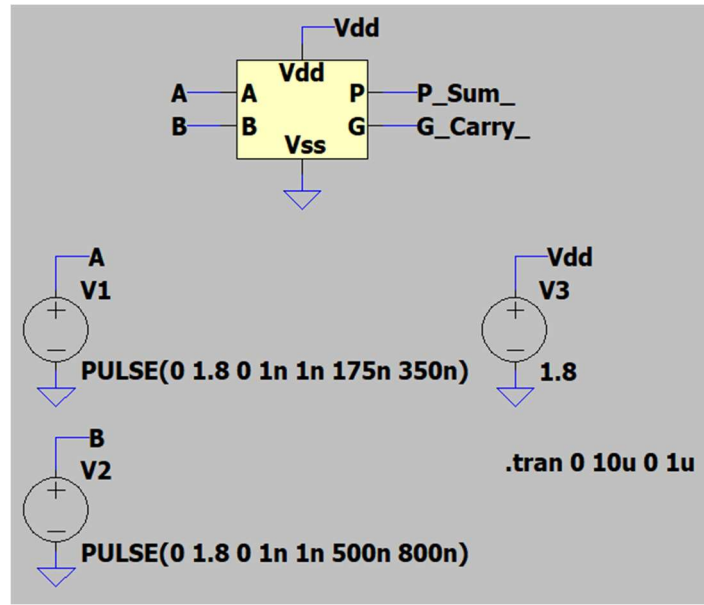 Vdd
Vdd
A A P P_Sum_
B B G G_Carry_
Vss
A Vdd
V1 V3
PULSE(0 1.8 0 1n 1n 175n 350n) 1.8
B
V2 .tran 0 10u 0 1u
PULSE(0 1.8 0 1n 1n 500n 800n)